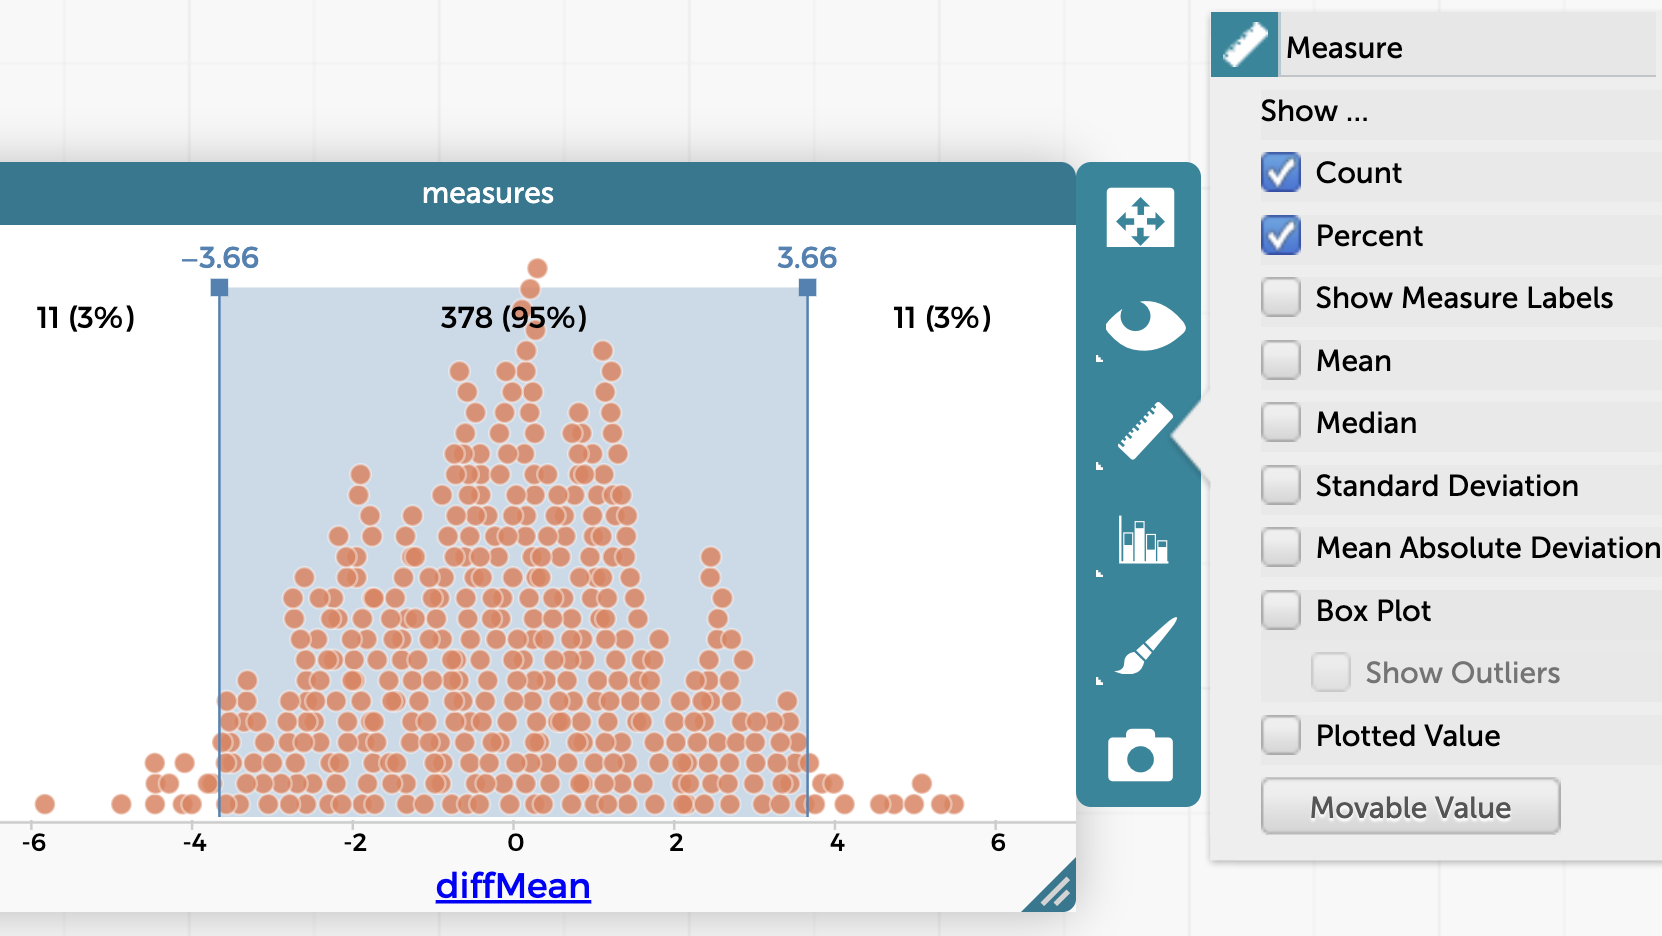 Measure
Show ...
Count
Percent
Show Measure Labels
Mean
Median
Standard Deviation
Mean Absolute Deviation
Box Plot
Show Outliers
Plotted Value
Movable Value
measures
–3.66 3.66
11 (3%) 378 (95%) 11 (3%)
-6 -4 -2 0 2 4 6
diffMean